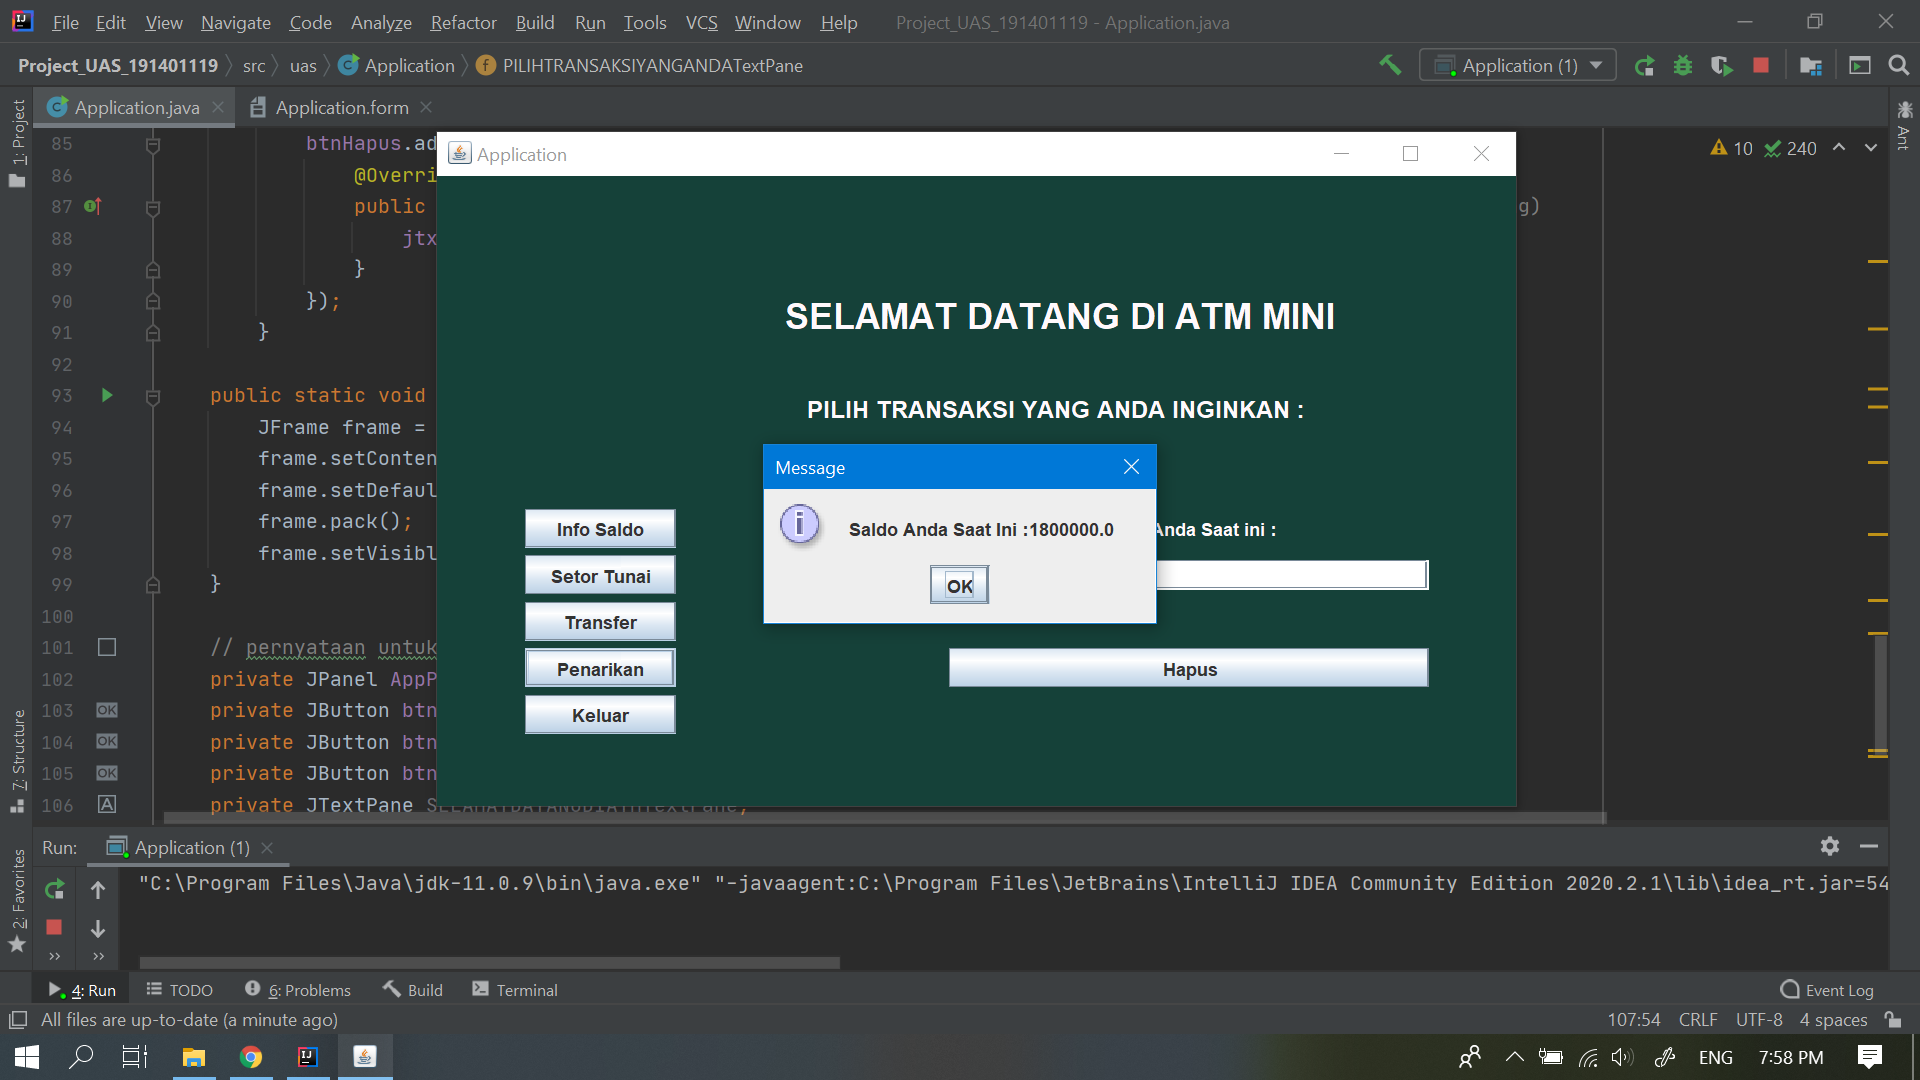 File Edit View Navigate Code Analyze Refactor Build Run Tools VCS Window Help Project_UAS_191401119 - Application.java
Project_UAS_191401119 src uas Application PILIHTRANSAKSIYANGANDATextPane Application (1)
1: Project
Application.java Application.form
Ant
10 240
85 btnHapus.ad
86 @Overri
87 public g)
88 jtx
89 }
90 });
91 }
92
93 public static void
94 JFrame frame =
95 frame.setConten
96 frame.setDefaul
97 frame.pack();
98 frame.setVisibl
99 }
100
101 // pernyataan untuk
102 private JPanel AppP
103 private JButton btn
104 private JButton btn
105 private JButton btn
106 private JTextPane SELAMATDATANGDIATMTextPane;
Application
SELAMAT DATANG DI ATM MINI
PILIH TRANSAKSI YANG ANDA INGINKAN :
Message
Saldo Anda Saat Ini :1800000.0
OK
Anda Saat ini :
Info Saldo
Setor Tunai
Transfer
Penarikan
Keluar
Hapus
7: Structure
2: Favorites
Run: Application (1)
"C:\Program Files\Java\jdk-11.0.9\bin\java.exe" "-javaagent:C:\Program Files\JetBrains\IntelliJ IDEA Community Edition 2020.2.1\lib\idea_rt.jar=54
4: Run TODO 6: Problems Build Terminal Event Log
All files are up-to-date (a minute ago) 107:54 CRLF UTF-8 4 spaces
ENG 7:58 PM